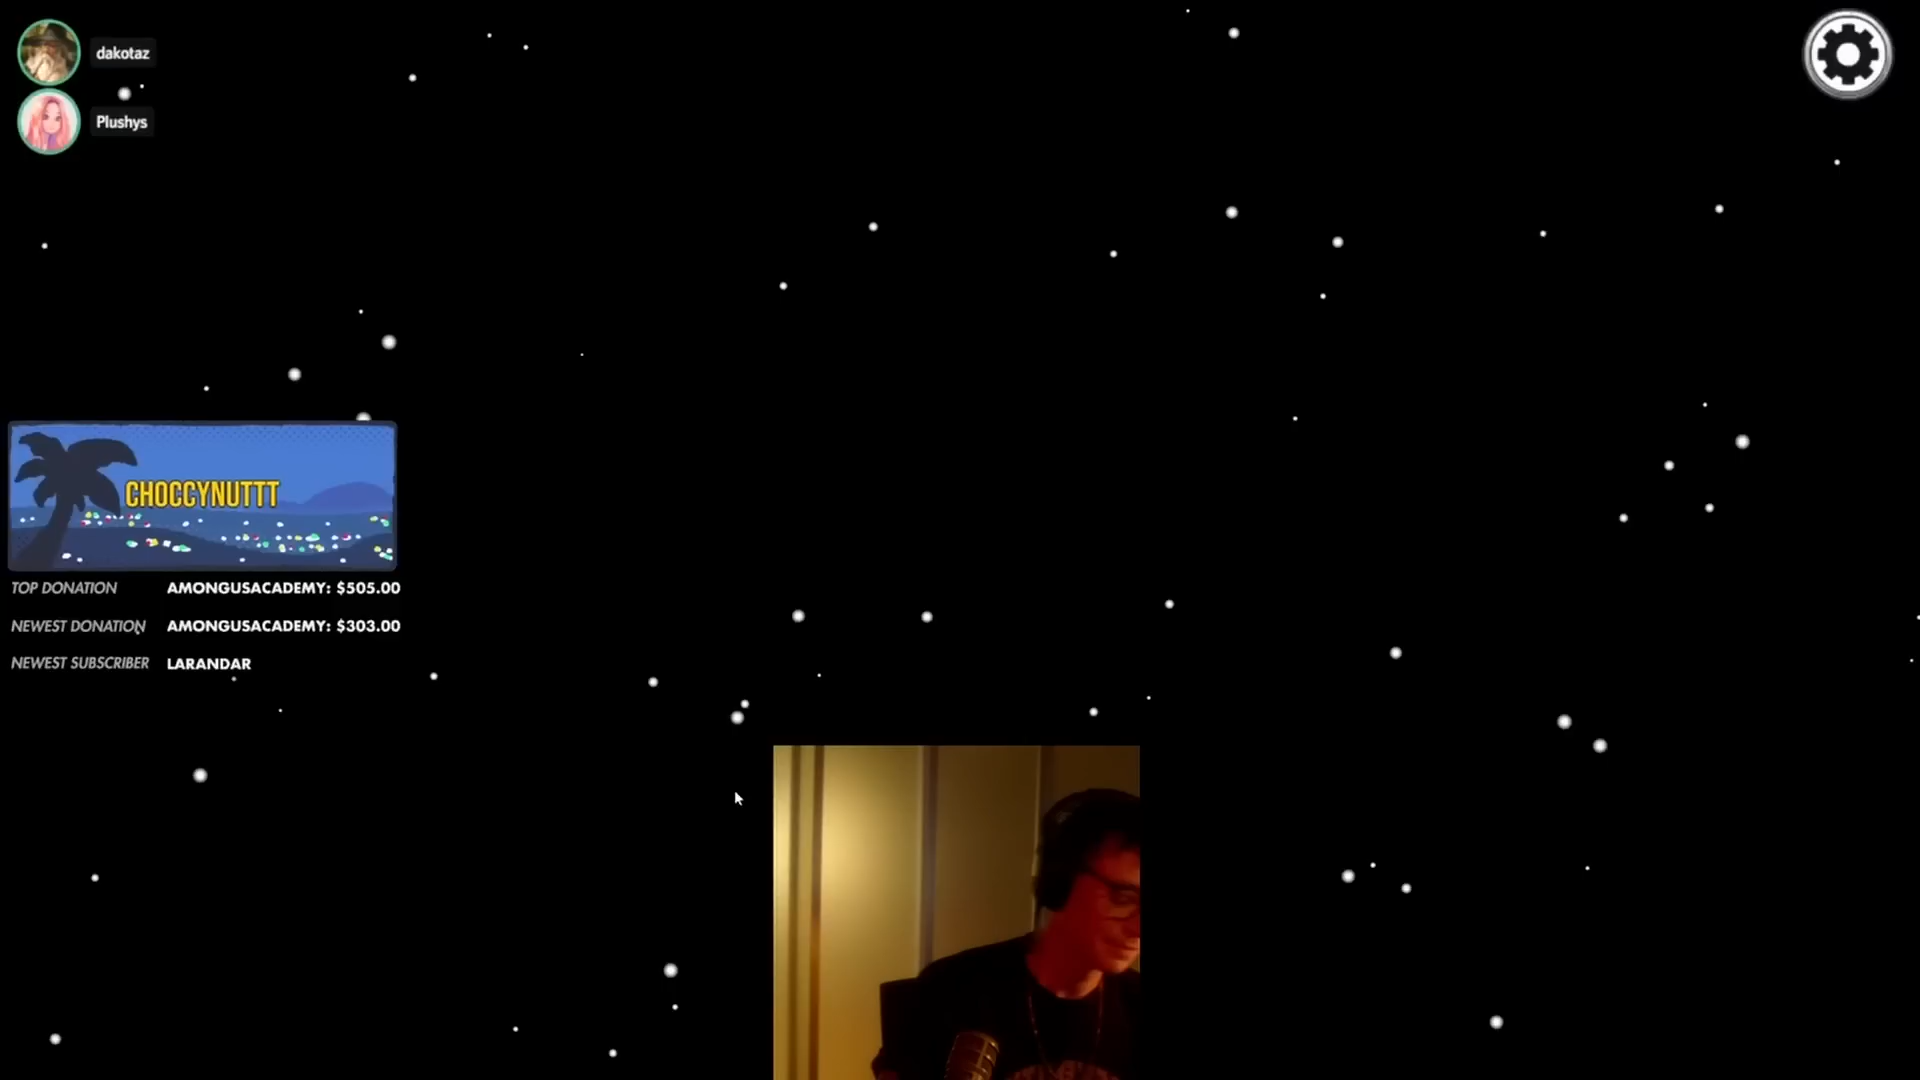 dakotaz
Plushys
CHOCCYNUTTT
TOP DONATION AMONGUSACADEMY: $505.00
NEWEST DONATION AMONGUSACADEMY: $303.00
NEWEST SUBSCRIBER LARANDAR